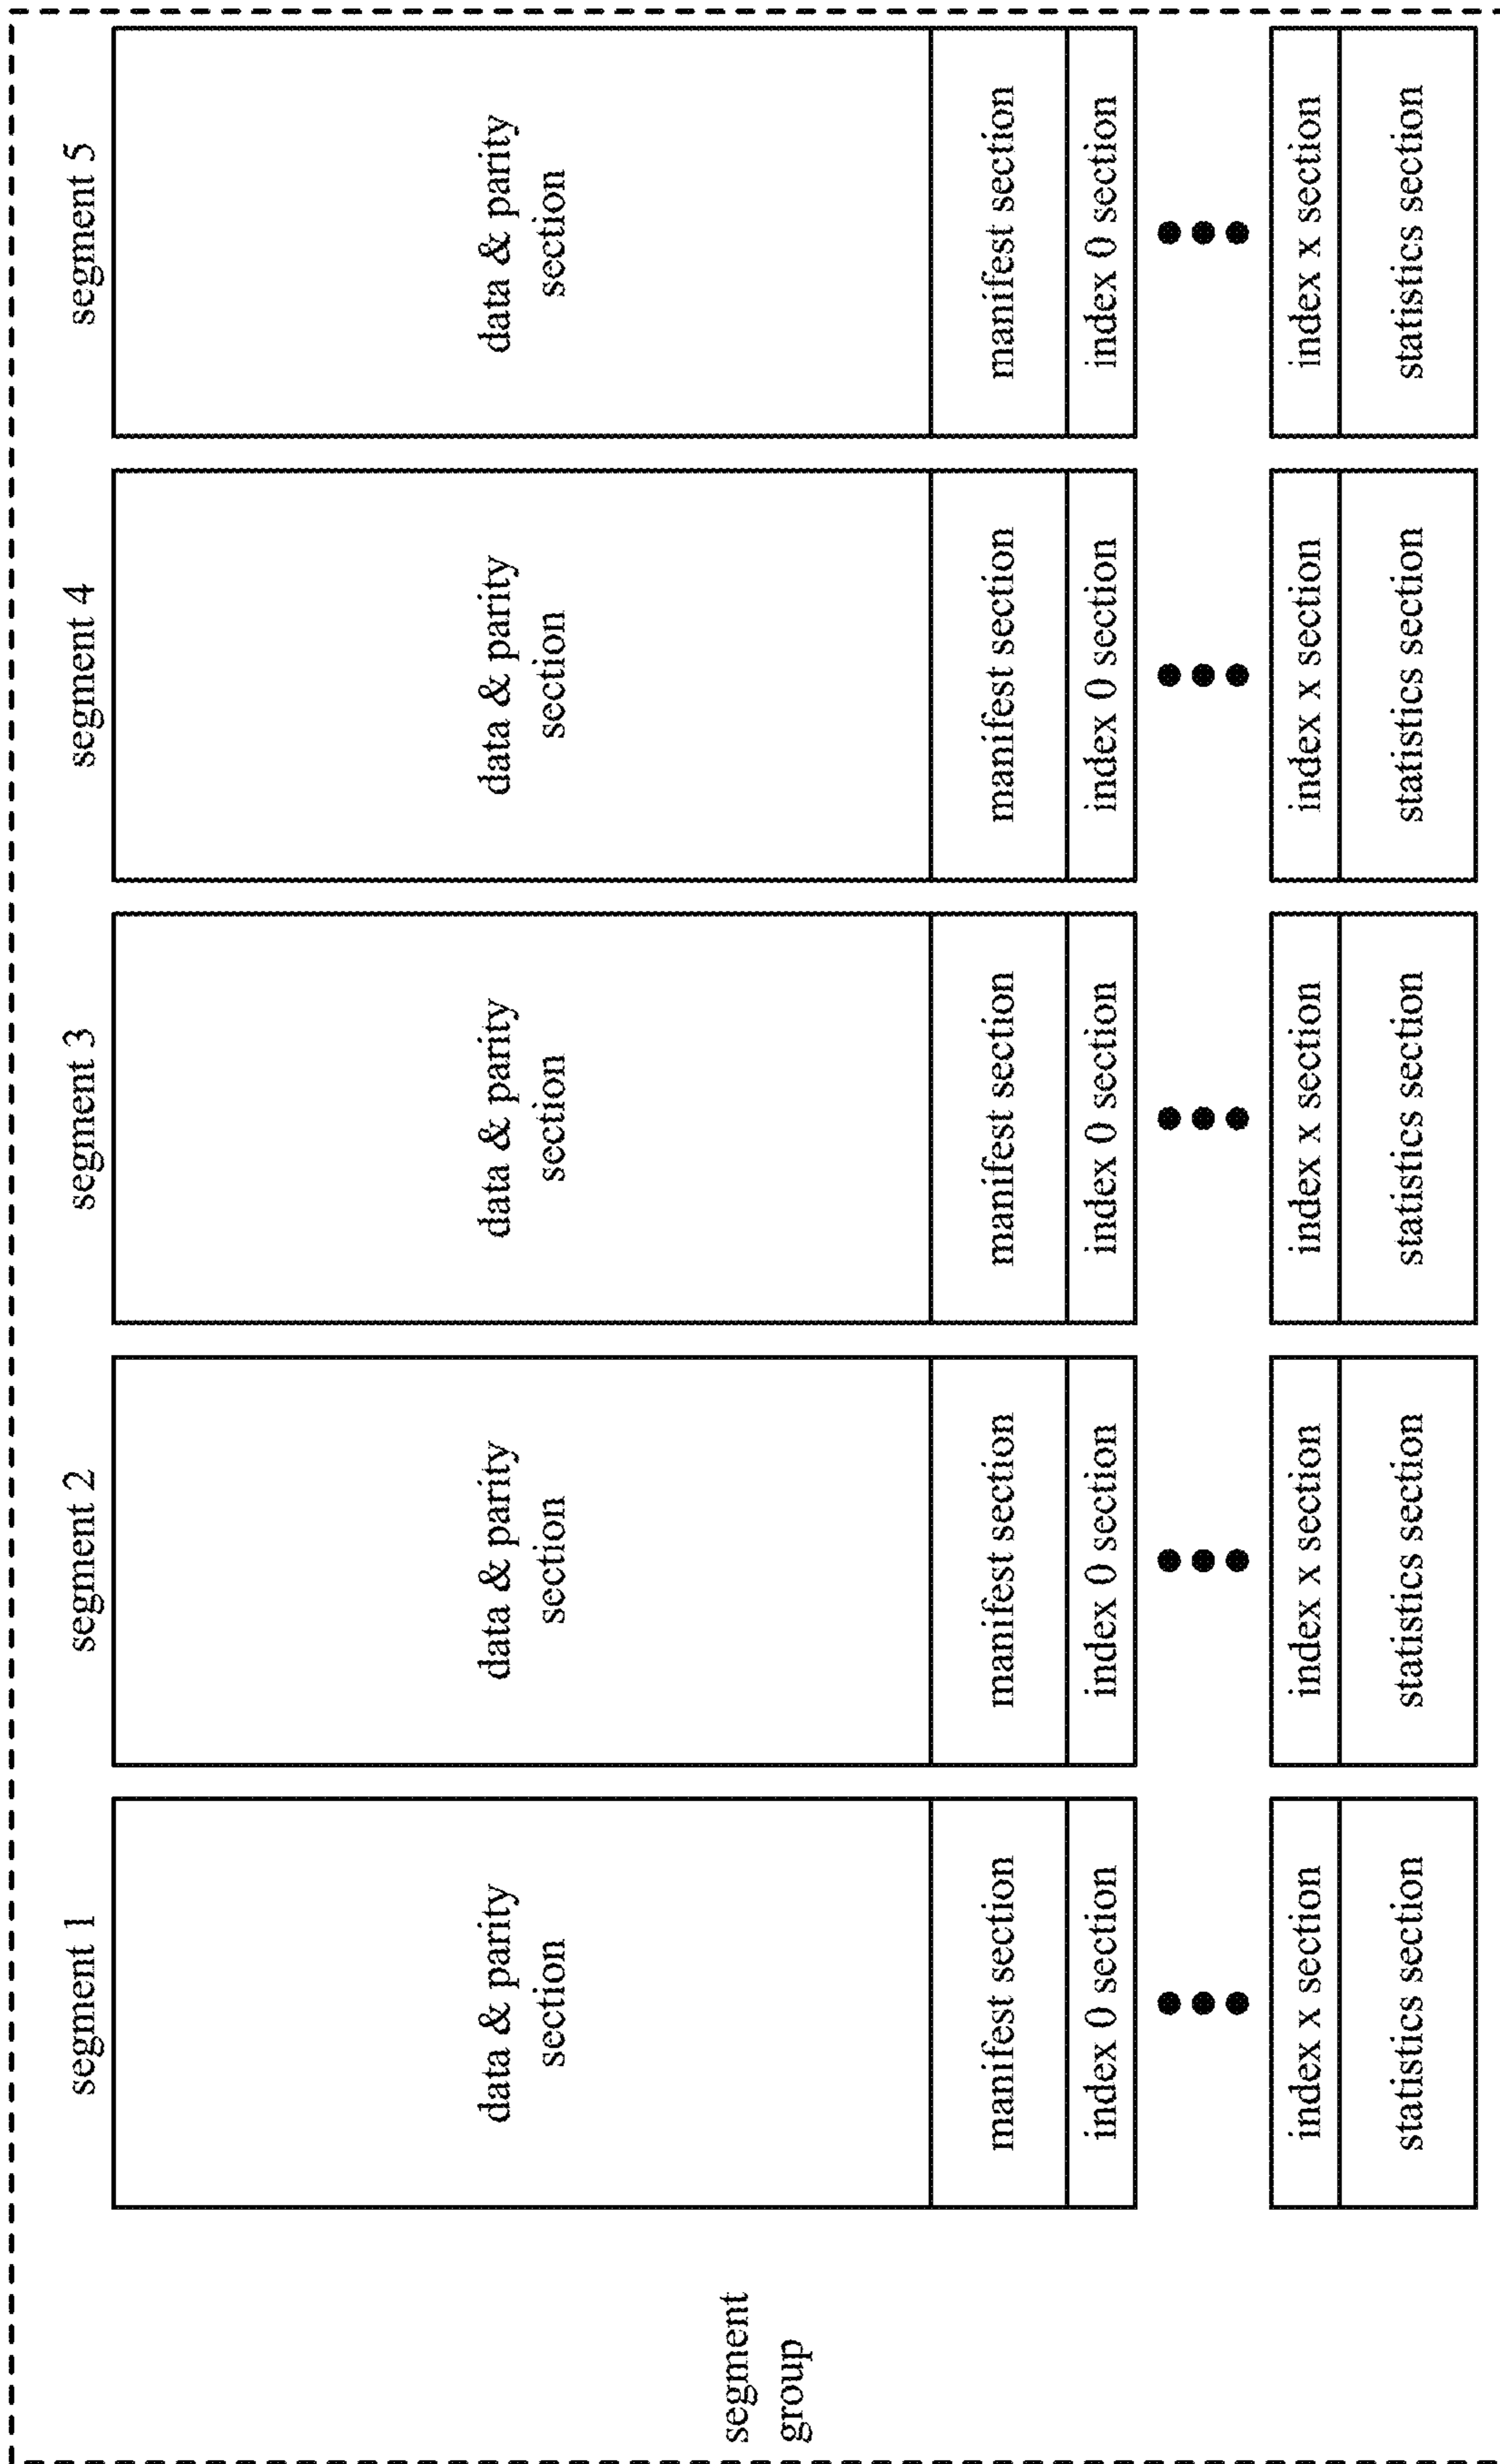 segment
group
segment 1
data & parity
section
manifest section
index 0 section
index x section
statistics section
segment 2
data & parity
section
manifest section
index 0 section
index x section
statistics section
segment 3
data & parity
section
manifest section
index 0 section
index x section
statistics section
segment 4
data & parity
section
manifest section
index 0 section
index x section
statistics section
segment 5
data & parity
section
manifest section
index 0 section
index x section
statistics section